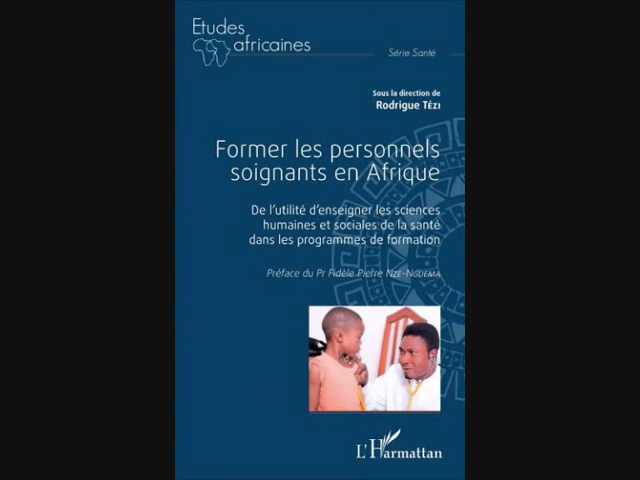 Etudes
africaines
Série Santé
Sous la direction de
Rodrigue Tézi
Former les personnels
soignants en Afrique
De l'utilité d'enseigner les sciences
humaines et sociales de la santé
dans les programmes de formation
Préface du Pr Fidèle Pierre Nze-Nguema
L'Harmattan